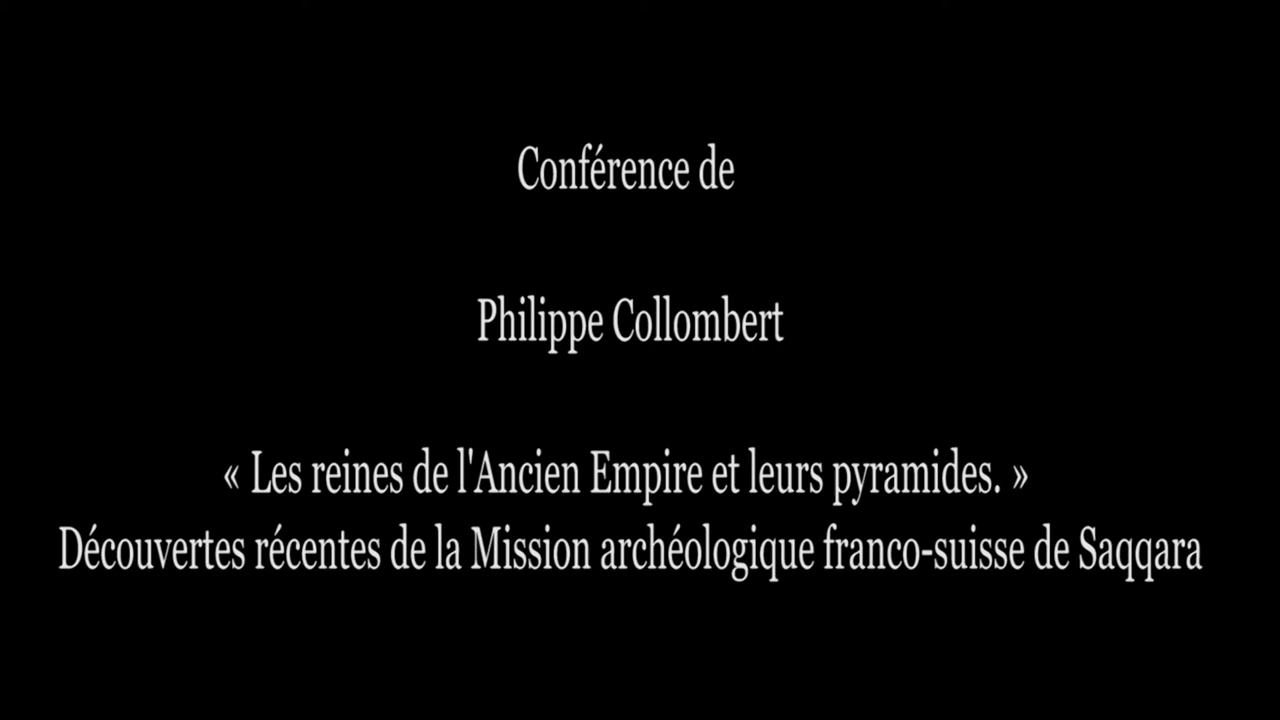 Conférence de
Philippe Collombert
« Les reines de l'Ancien Empire et leurs pyramides. »
Découvertes récentes de la Mission archéologique franco-suisse de Saqqara